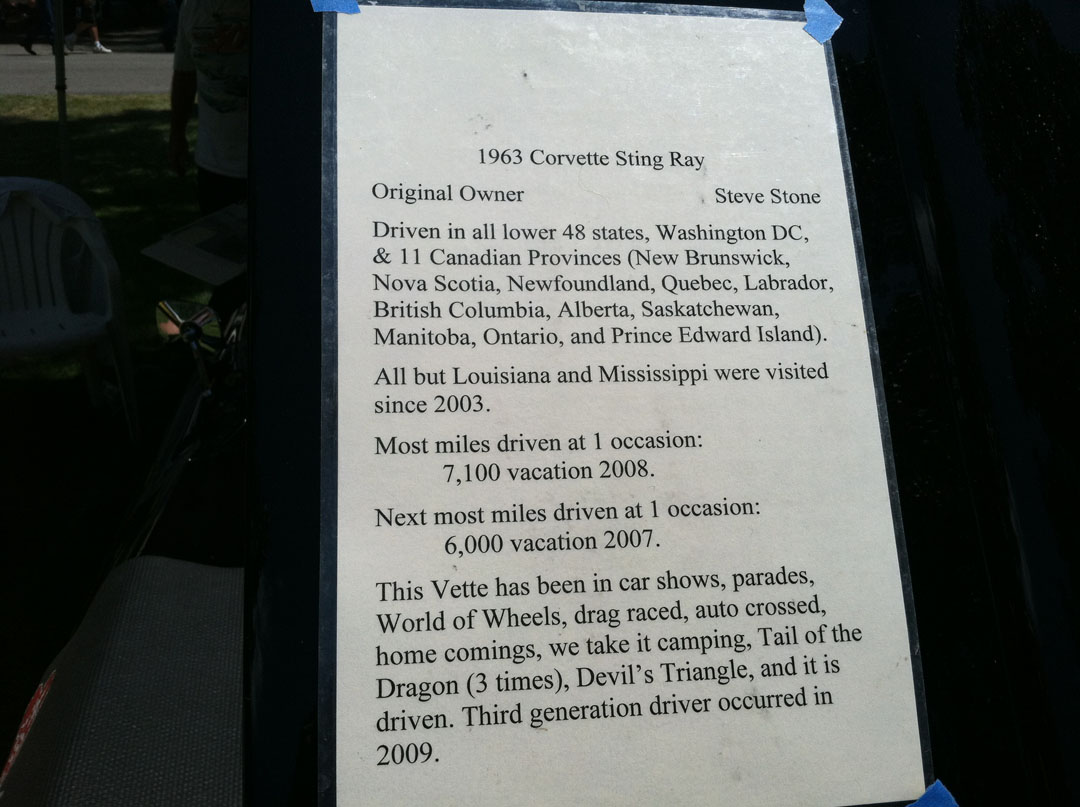 1963 Corvette Sting Ray
Original Owner Steve Stone
Driven in all lower 48 states, Washington DC,
& 11 Canadian Provinces (New Brunswick,
Nova Scotia, Newfoundland, Quebec, Labrador,
British Columbia, Alberta, Saskatchewan,
Manitoba, Ontario, and Prince Edward Island).
All but Louisiana and Mississippi were visited
since 2003.
Most miles driven at 1 occasion:
7,100 vacation 2008.
Next most miles driven at 1 occasion:
6,000 vacation 2007.
This Vette has been in car shows, parades,
World of Wheels, drag raced, auto crossed,
home comings, we take it camping, Tail of the
Dragon (3 times), Devil's Triangle, and it is
driven. Third generation driver occurred in
2009.